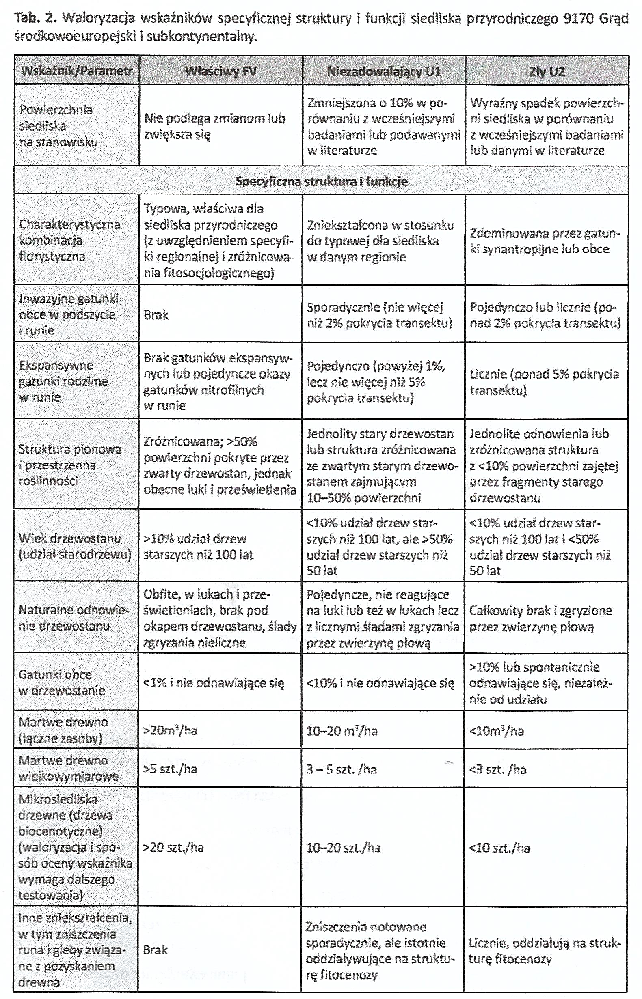 Tab. 2. Waloryzacja wskaźników specyficznej struktury i funkcji siedliska przyrodniczego 9170 Grąd
środkowoeuropejski i subkontynentalny.
Wskaźnik/Parametr
Właściwy FV
Niezadowalający U1
Zły U2
Powierzchnia
siedliska
na stanowisku
Nie podlega zmianom lub
zwiększa się
Zmniejszona o 10% w po-
równaniu z wcześniejszymi
badaniami lub podawanymi
w literaturze
Wyraźny spadek powierzch-
ni siedliska w porównaniu
z wcześniejszymi badaniami
lub danymi w literaturze
Specyficzna struktura i funkcje
Charakterystyczna
kombinacja
florystyczna
Typowa, właściwa dla
siedliska przyrodniczego
(z uwzględnieniem specyfi-
ki regionalnej i zróżnicowa-
nia fitosocjologicznego)
Zniekształcona w stosunku
do typowej dla siedliska
w danym regionie
Zdominowana przez gatun-
ki synantropijne lub obce
Inwazyjne gatunki
obce w podszycie
i runie
Brak
Sporadycznie (nie więcej
niż 2% pokrycia transektu)
Pojedynczo lub licznie (po-
nad 2% pokrycia transektu)
Ekspansywne
gatunki rodzime
w runie
Brak gatunków ekspansyw-
nych lub pojedyncze okazy
gatunków nitrofilnych
w runie
Pojedynczo (powyżej 1%,
lecz nie więcej niż 5%
pokrycia transektu)
Licznie (ponad 5% pokrycia
transektu)
Struktura pionowa
i przestrzenna
roślinności
Zróżnicowana; >50%
powierzchni pokryte przez
zwarty drzewostan, jednak
obecne luki i prześwietlenia
Jednolity stary drzewostan
lub struktura zróżnicowana
ze zwartym starym drzewo-
stanem zajmującym
10–50% powierzchni
Jednolite odnowienia lub
zróżnicowana struktura
z <10% powierzchni zajętej
przez fragmenty starego
drzewostanu
Wiek drzewostanu
(udział starodrzewu)
>10% udział drzew
starszych niż 100 lat
<10% udział drzew star-
szych niż 100 lat, ale >50%
udział drzew starszych niż
50 lat
<10% udział drzew star-
szych niż 100 lat i <50%
udział drzew starszych niż
50 lat
Naturalne odnowie-
nie drzewostanu
Obfite, w lukach i prze-
świetleniach, brak pod
okapem drzewostanu, ślady
zgryzania nieliczne
Pojedyncze, nie reagujące
na luki lub też w lukach lecz
z licznymi śladami zgryzania
przez zwierzynę płową
Całkowity brak i zgryzione
przez zwierzynę płową
Gatunki obce
w drzewostanie
<1% i nie odnawiające się
<10% i nie odnawiające się
>10% lub spontanicznie
odnawiające się, niezależ-
nie od udziału
Martwe drewno
(łączne zasoby)
>20m³/ha
10–20 m³/ha
<10m³/ha
Martwe drewno
wielkowymiarowe
>5 szt./ha
3 – 5 szt. /ha
<3 szt. /ha
Mikrosiedliska
drzewne (drzewa
biocenotyczne)
(waloryzacja i spo-
sób oceny wskaźnika
wymaga dalszego
testowania)
>20 szt./ha
10–20 szt./ha
<10 szt./ha
Inne zniekształcenia,
w tym zniszczenia
runa i gleby związa-
ne z pozyskaniem
drewna
Brak
Zniszczenia notowane
sporadycznie, ale istotnie
oddziaływujące na struktu-
rę fitocenozy
Licznie, oddziałują na struk-
turę fitocenozy